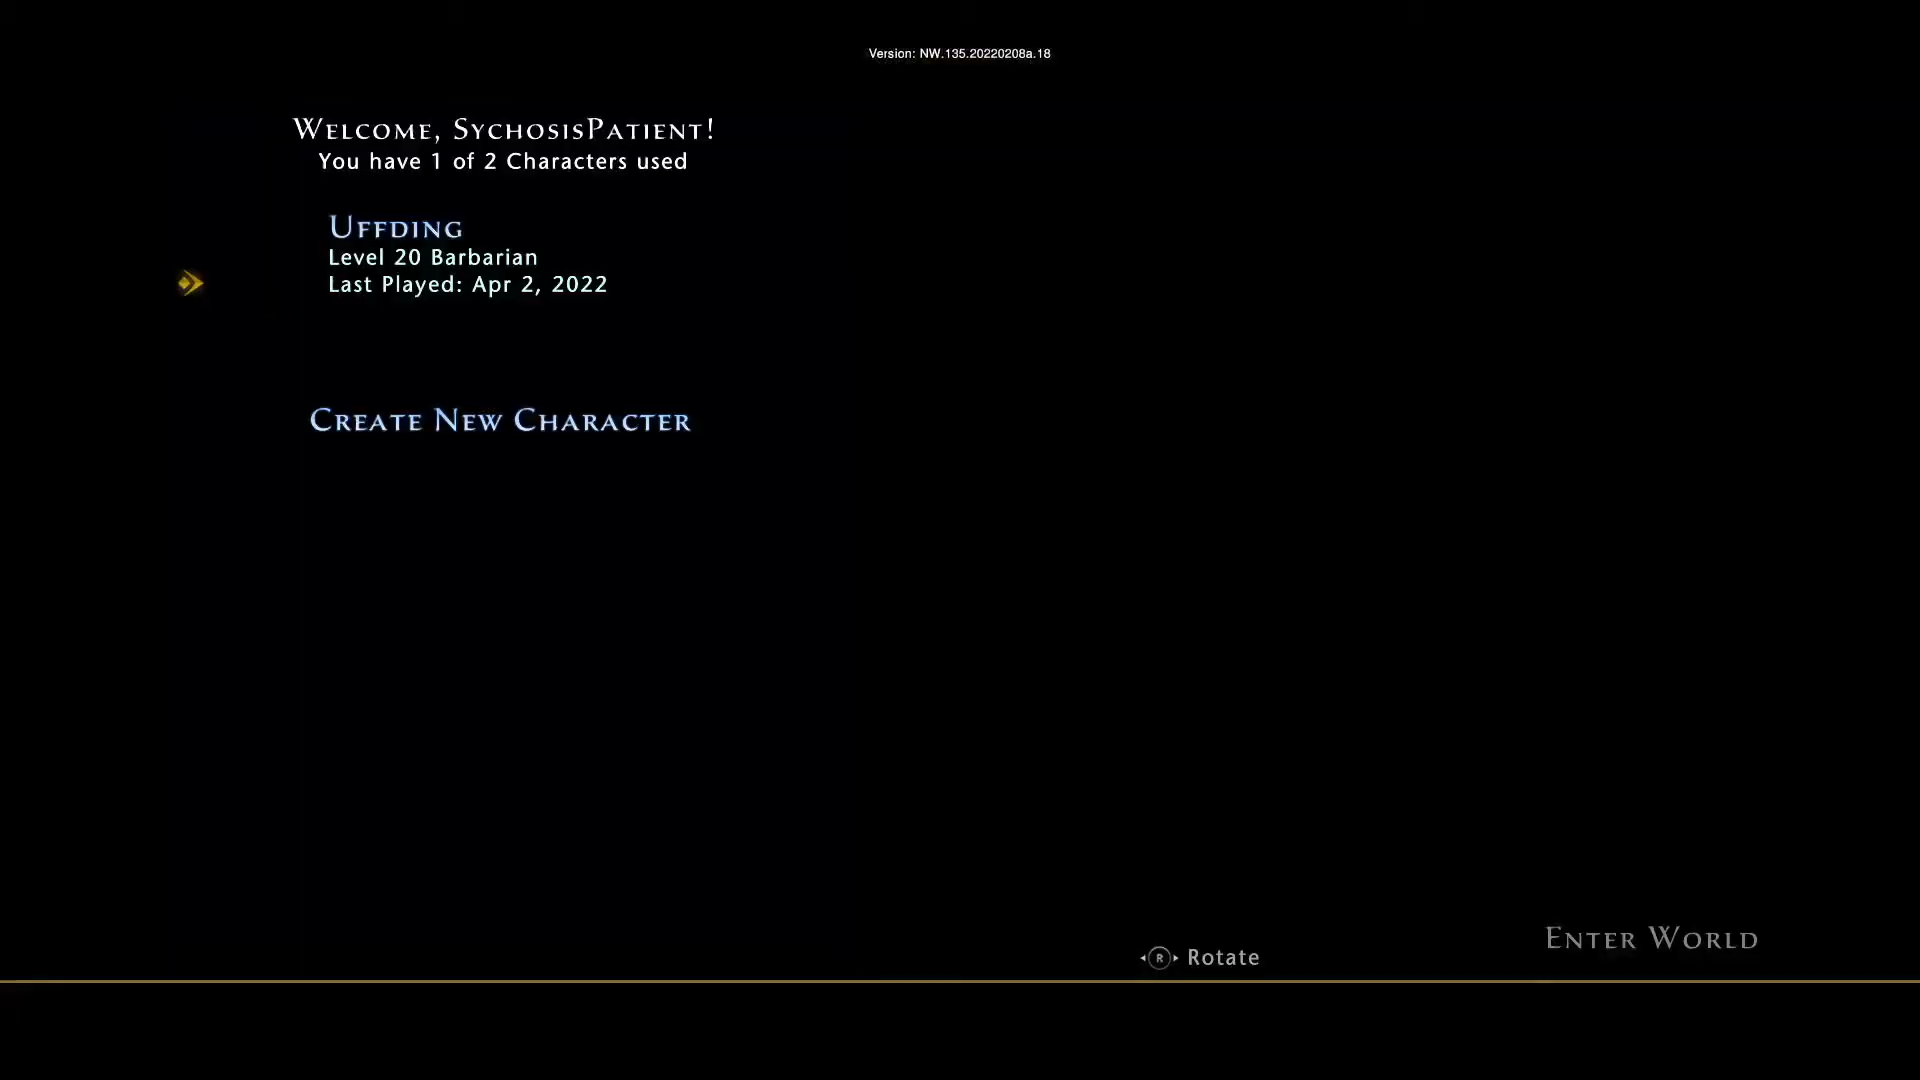 Version: NW.135.20220208a.18
Welcome, SychosisPatient!
You have 1 of 2 Characters used
Uffding
Level 20 Barbarian
Last Played: Apr 2, 2022
Create New Character
Enter World
R Rotate